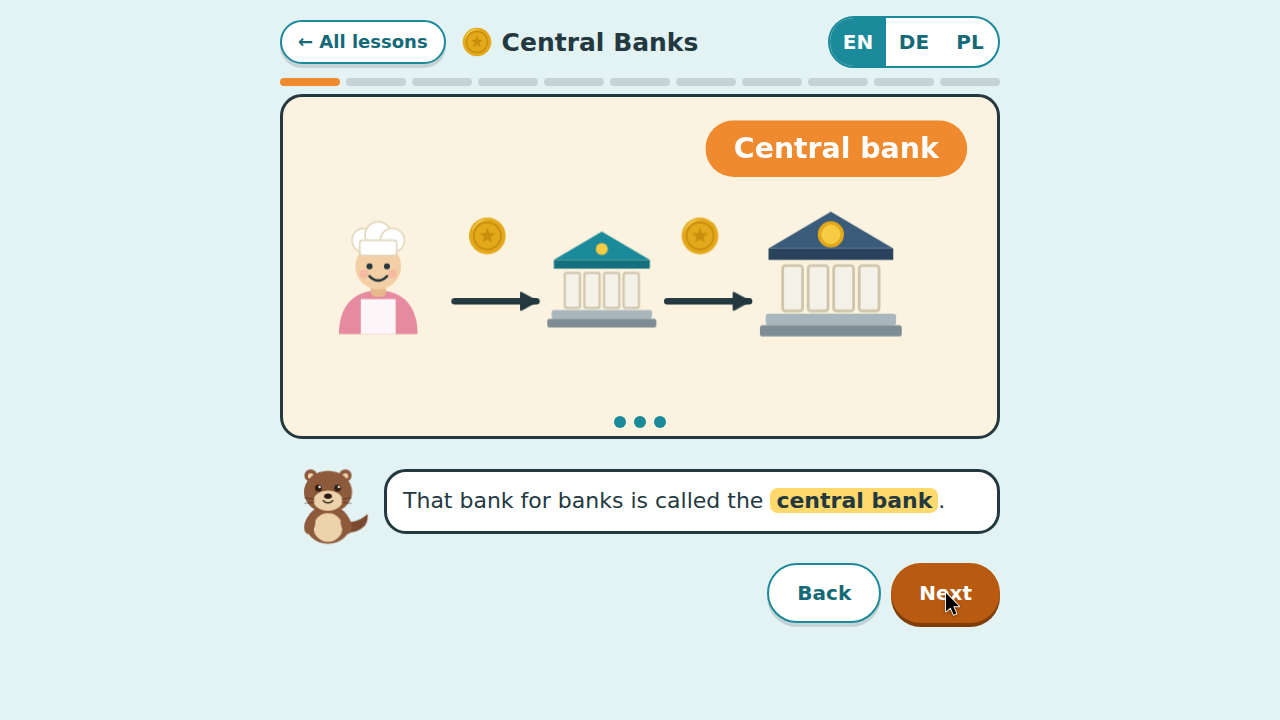 ← All lessons
Central Banks
EN DE PL
Central bank
That bank for banks is called the central bank.
Back
Next